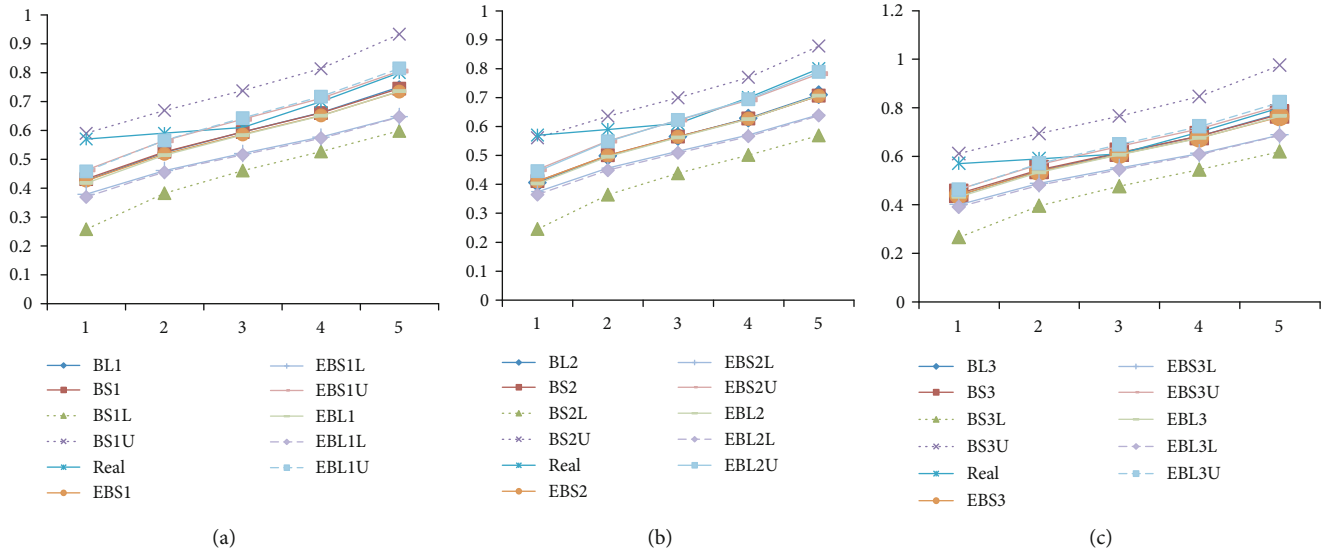 1
0.9
0.8
0.7
0.6
0.5
0.4
0.3
0.2
0.1
0
1 2 3 4 5
BL1
BS1
BS1L
BS1U
Real
EBS1
EBS1L
EBS1U
EBL1
EBL1L
EBL1U
(a)
1
0.9
0.8
0.7
0.6
0.5
0.4
0.3
0.2
0.1
0
1 2 3 4 5
BL2
BS2
BS2L
BS2U
Real
EBS2
EBS2L
EBS2U
EBL2
EBL2L
EBL2U
(b)
1.2
1
0.8
0.6
0.4
0.2
0
1 2 3 4 5
BL3
BS3
BS3L
BS3U
Real
EBS3
EBS3L
EBS3U
EBL3
EBL3L
EBL3U
(c)